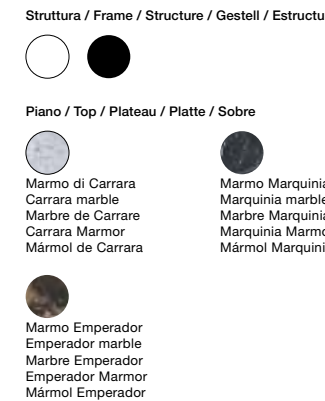 Struttura / Frame / Structure / Gestell / Estructu
Piano / Top / Plateau / Platte / Sobre
Marmo di Carrara
Carrara marble
Marbre de Carrare
Carrara Marmor
Mármol de Carrara
Marmo Marquinia
Marquinia marble
Marbre Marquinia
Marquinia Marmo
Mármol Marquini
Marmo Emperador
Emperador marble
Marbre Emperador
Emperador Marmor
Mármol Emperador